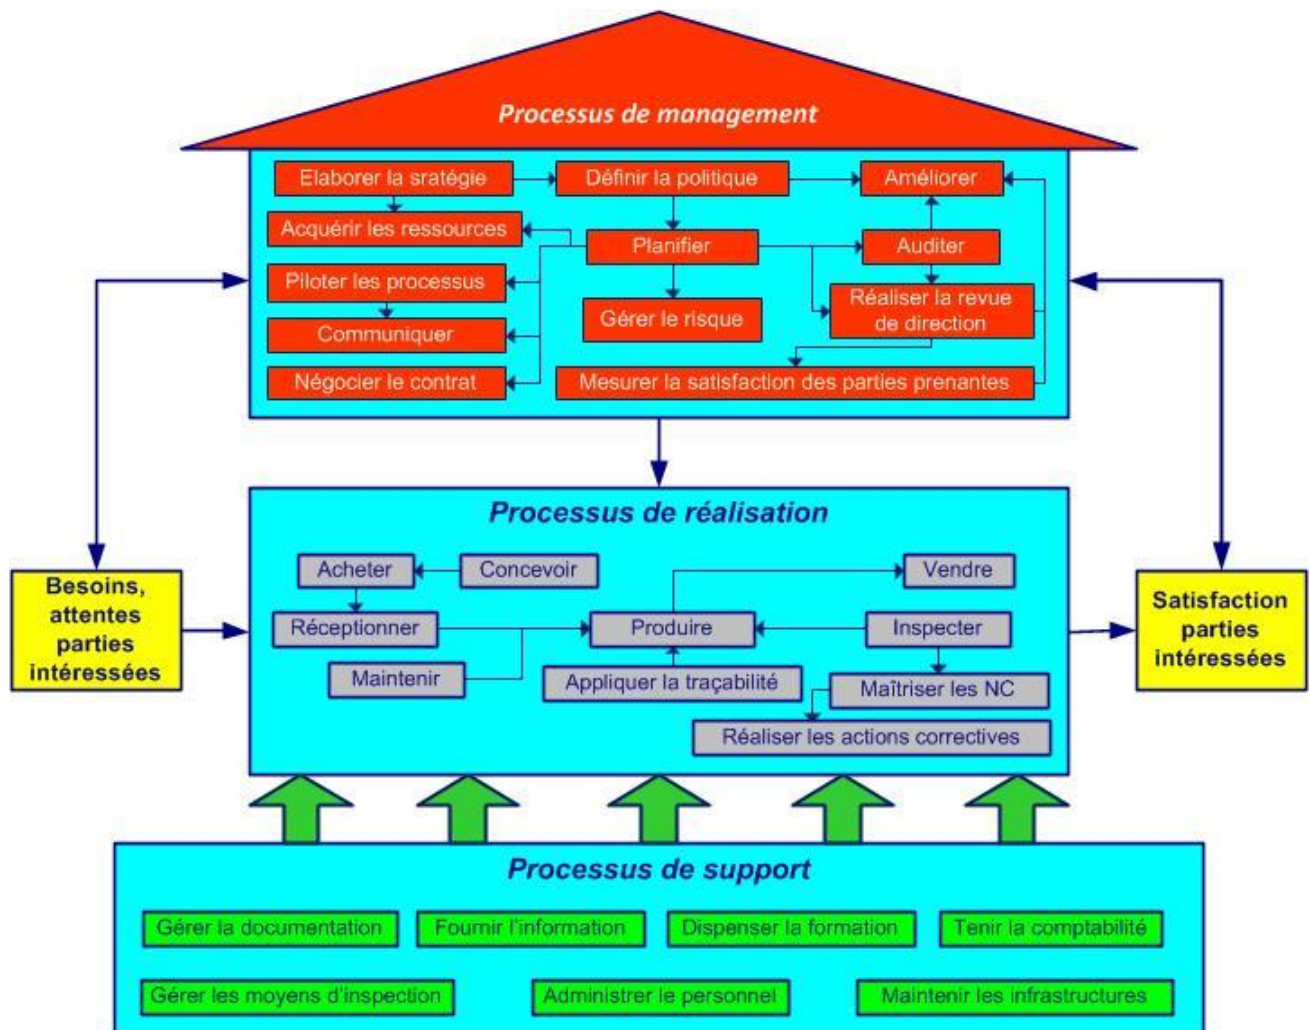 Processus de management
Elaborer la sratégie
Définir la politique
Améliorer
Acquérir les ressources
Planifier
Auditer
Piloter les processus
Gérer le risque
Réaliser la revue
de direction
Communiquer
Négocier le contrat
Mesurer la satisfaction des parties prenantes
Processus de réalisation
Acheter
Concevoir
Vendre
Besoins,
attentes
parties
intéressées
Réceptionner
Produire
Inspecter
Maintenir
Appliquer la traçabilité
Maîtriser les NC
Réaliser les actions correctives
Satisfaction
parties
intéressées
Processus de support
Gérer la documentation
Fournir l'information
Dispenser la formation
Tenir la comptabilité
Gérer les moyens d'inspection
Administrer le personnel
Maintenir les infrastructures